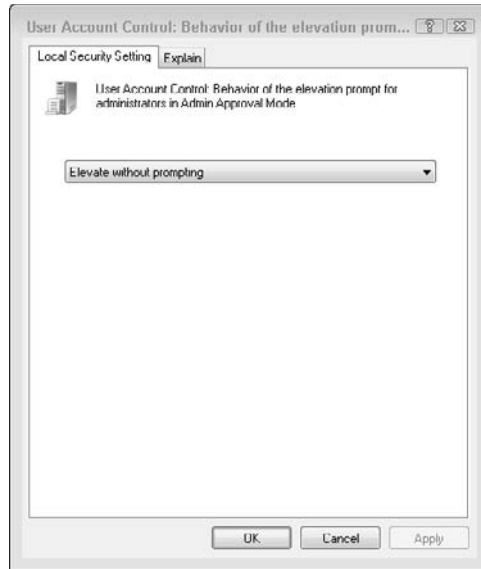 User Account Control: Behavior of the elevation prom...
Local Security Setting
Explain
User Account Control: Behavior of the elevation prompt for
administrators in Admin Approval Mode
Elevate without prompting
OK
Cancel
Apply